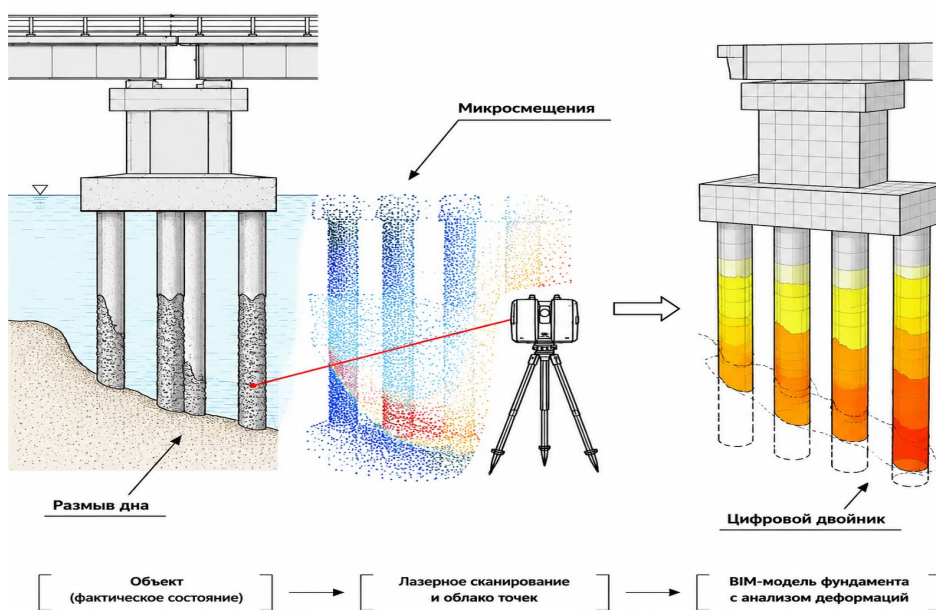 Микросмещения
Размыв дна
Цифровой двойник
Объект
(фактическое состояние)
Лазерное сканирование
и облако точек
BIM-модель фундамента
с анализом деформаций